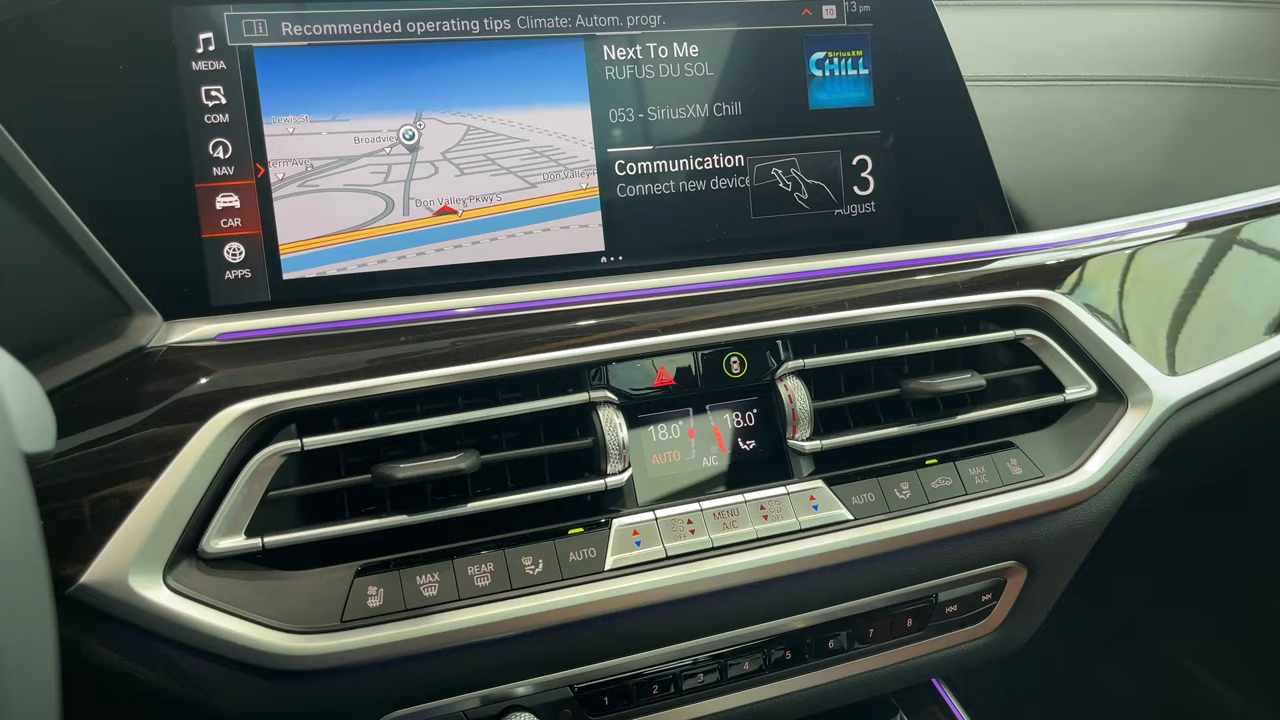 Recommended operating tips Climate: Autom. progr.
10
13 pm
MEDIA
COM
NAV
CAR
APPS
Lewis St
Broadview
tern Ave
Don Valley P
Don Valley Pkwy S
Next To Me
RUFUS DU SOL
053 - SiriusXM Chill
SiriusXM
CHILL
Communication
Connect new device
3
August
18.0°
AUTO
18.0°
A/C
MAX
REAR
AUTO
MENU
A/C
OFF
OFF
AUTO
MAX
A/C
1
2
3
4
5
6
7
8